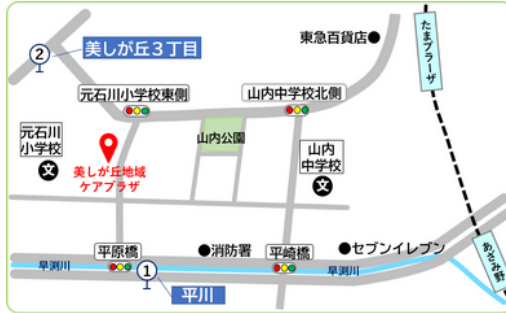 東急百貨店
たまプラーザ
②
美しが丘3丁目
元石川小学校東側
山内中学校北側
元石川
小学校
文
山内公園
山内
中学校
文
美しが丘地域
ケアプラザ
平原橋
消防署
平崎橋
セブンイレブン
あざみ野
早渕川
①
早渕川
平川